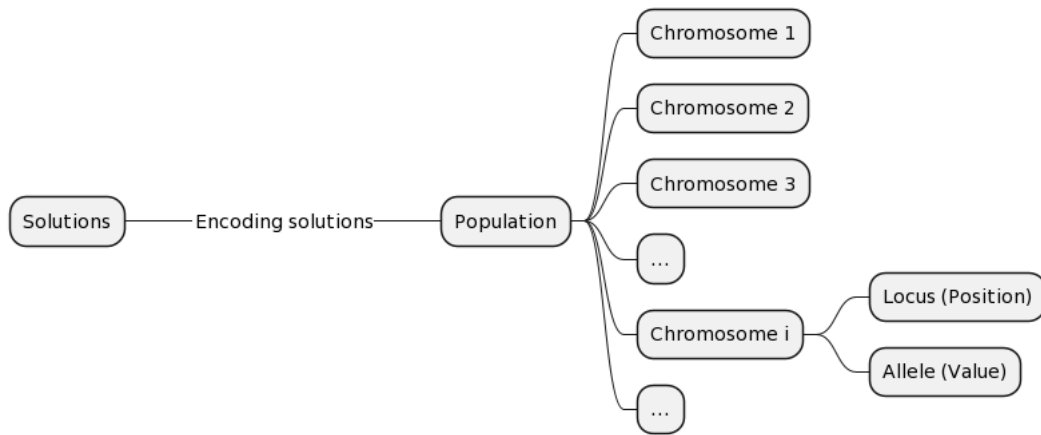 Solutions
Encoding solutions
Population
Chromosome 1
Chromosome 2
Chromosome 3
...
Chromosome i
Locus (Position)
Allele (Value)
...